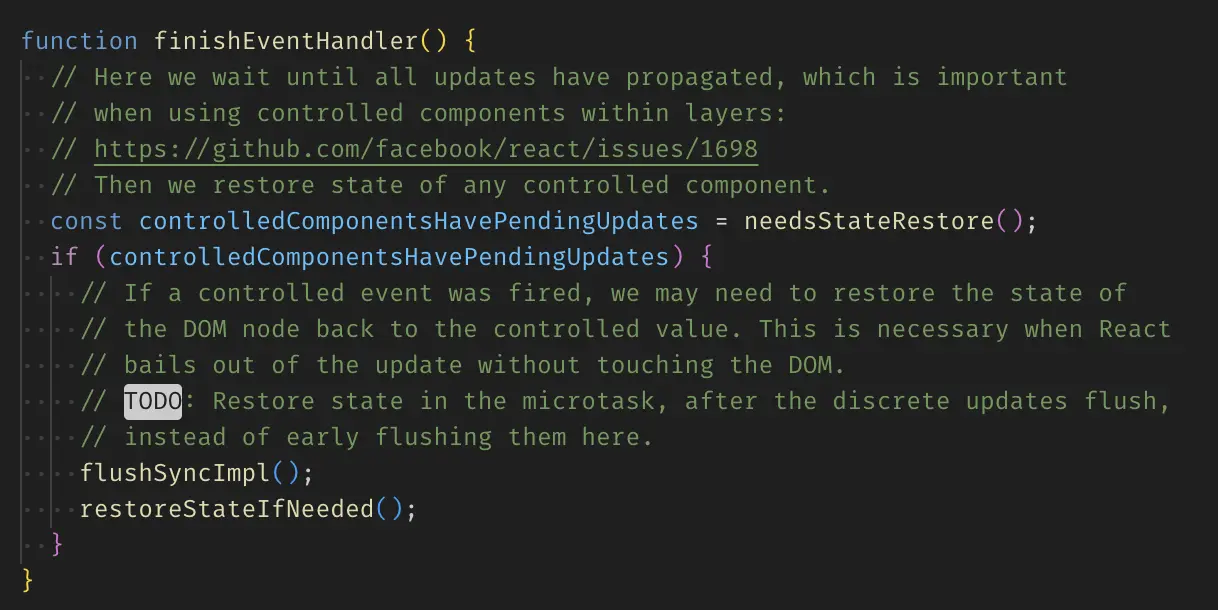 function finishEventHandler() {
// Here we wait until all updates have propagated, which is important
// when using controlled components within layers:
// https://github.com/facebook/react/issues/1698
// Then we restore state of any controlled component.
const controlledComponentsHavePendingUpdates = needsStateRestore();
if (controlledComponentsHavePendingUpdates) {
// If a controlled event was fired, we may need to restore the state of
// the DOM node back to the controlled value. This is necessary when React
// bails out of the update without touching the DOM.
// TODO: Restore state in the microtask, after the discrete updates flush,
// instead of early flushing them here.
flushSyncImpl();
restoreStateIfNeeded();
}
}